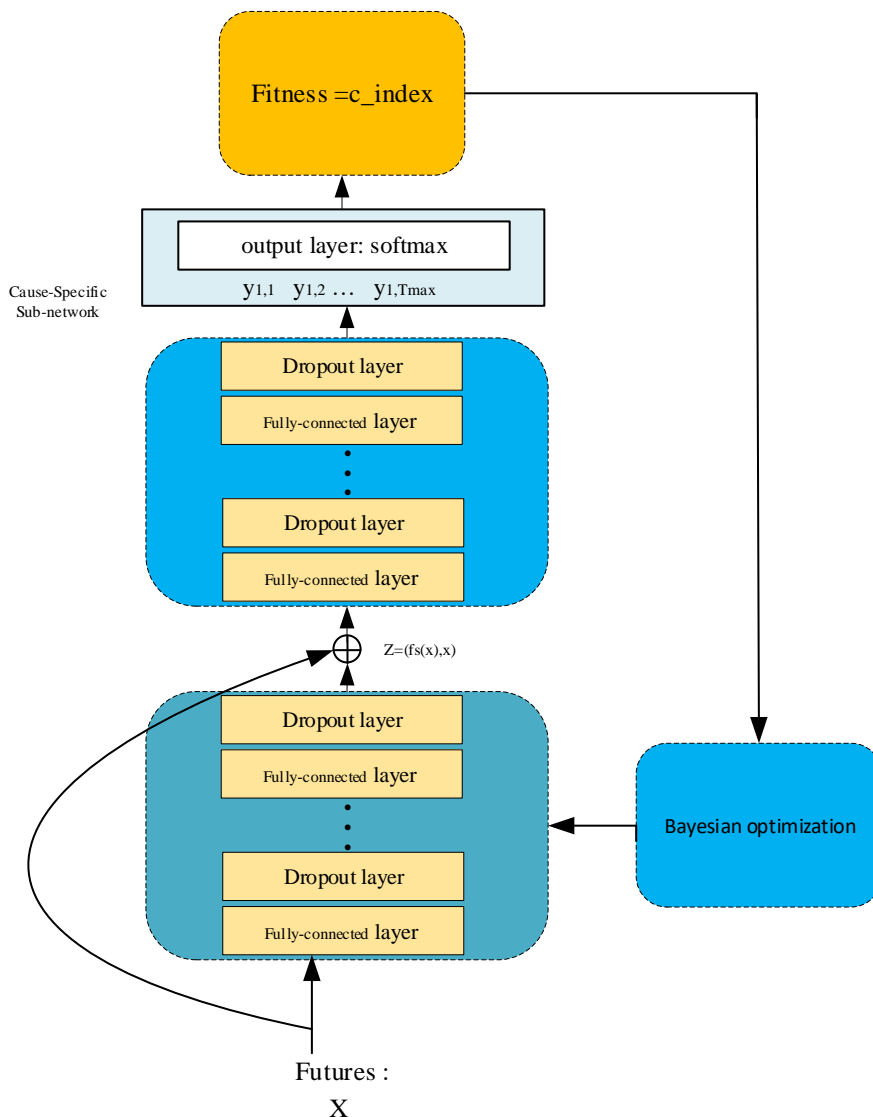 Fitness =c_index
output layer: softmax
y1,1 y1,2 ... y1,Tmax
Cause-Specific
Sub-network
Dropout layer
Fully-connected layer
Dropout layer
Fully-connected layer
Z=(fs(x),x)
Dropout layer
Fully-connected layer
Dropout layer
Fully-connected layer
Bayesian optimization
Futures :
X